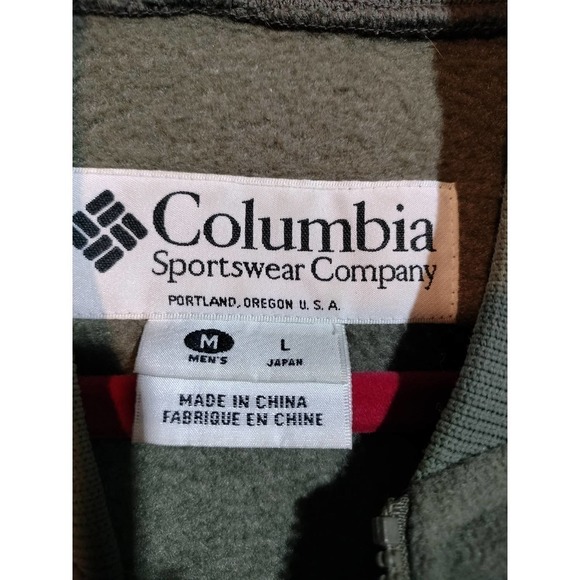 Columbia
Sportswear Company
PORTLAND, OREGON U.S.A.
M L
MEN'S JAPAN
MADE IN CHINA
FABRIQUE EN CHINE